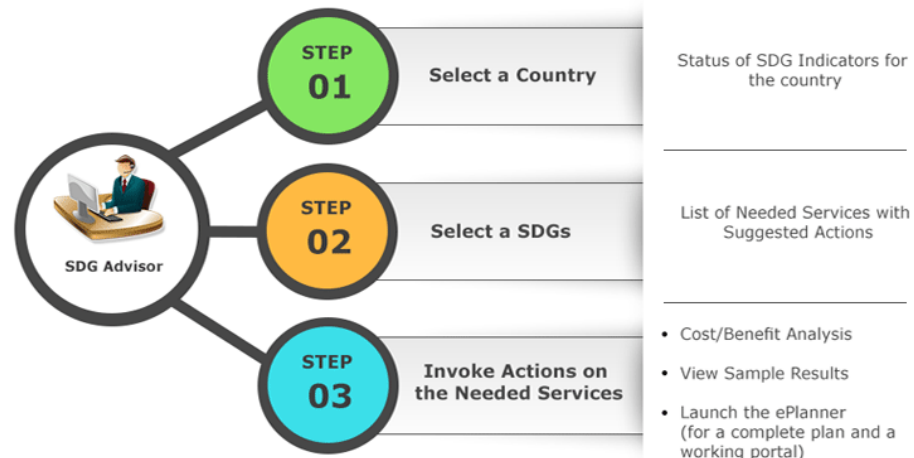 STEP
01
Select a Country
Status of SDG Indicators for
the country
SDG Advisor
STEP
02
Select a SDGs
List of Needed Services with
Suggested Actions
STEP
03
Invoke Actions on
the Needed Services
• Cost/Benefit Analysis
• View Sample Results
• Launch the ePlanner
(for a complete plan and a
working portal)